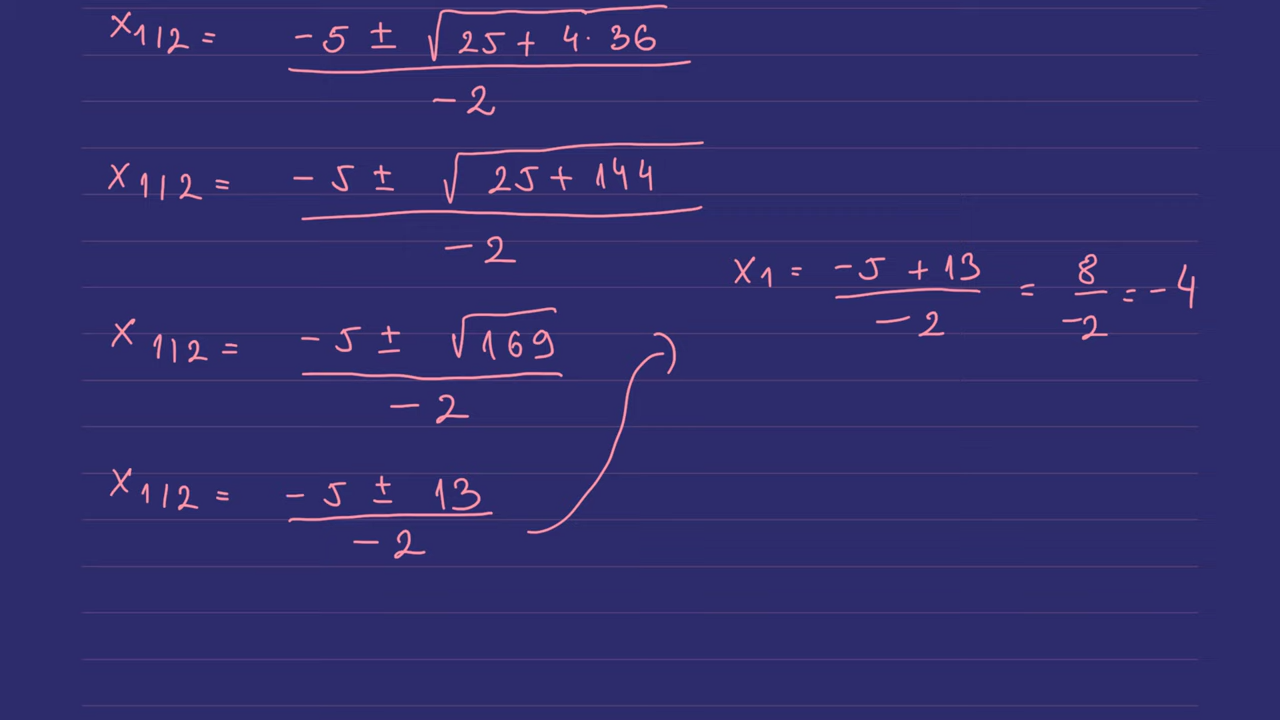 x1/2 = (-5 ± √(25 + 4·36)) / -2
x1/2 = (-5 ± √(25 + 144)) / -2
x1/2 = (-5 ± √169) / -2
x1/2 = (-5 ± 13) / -2
x1 = (-5 + 13) / -2 = 8 / -2 = -4